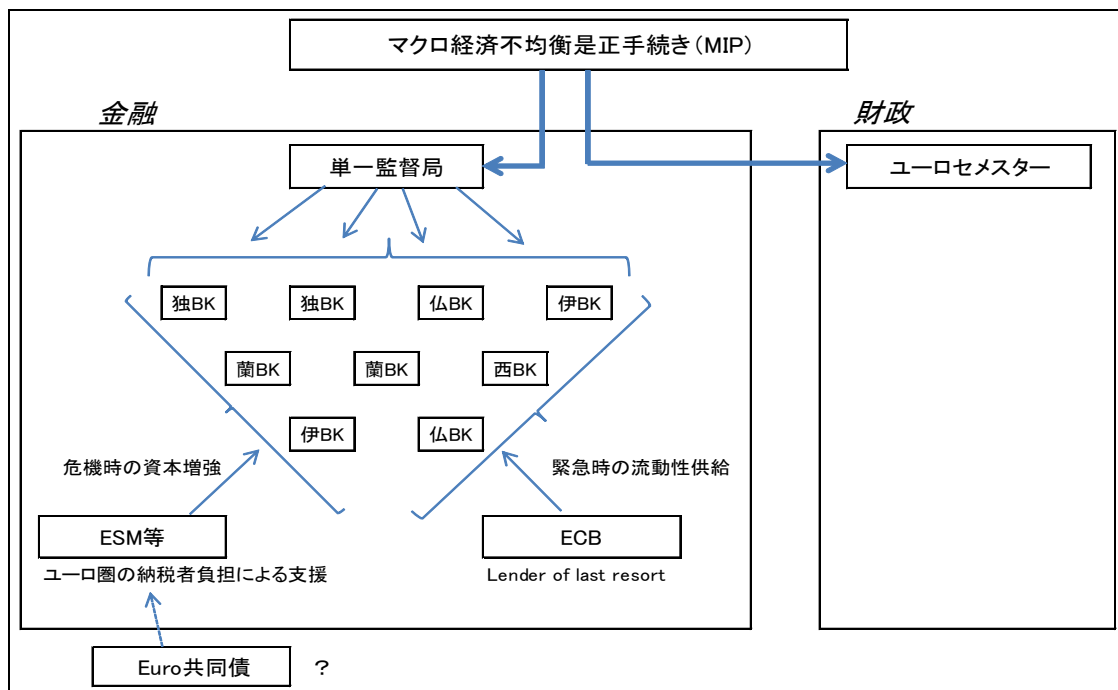 マクロ経済不均衡是正手続き（MIP）
金融
財政
単一監督局
ユーロセメスター
独BK
独BK
仏BK
伊BK
蘭BK
蘭BK
西BK
伊BK
仏BK
危機時の資本増強
緊急時の流動性供給
ESM等
ECB
ユーロ圏の納税者負担による支援
Lender of last resort
Euro共同債
？